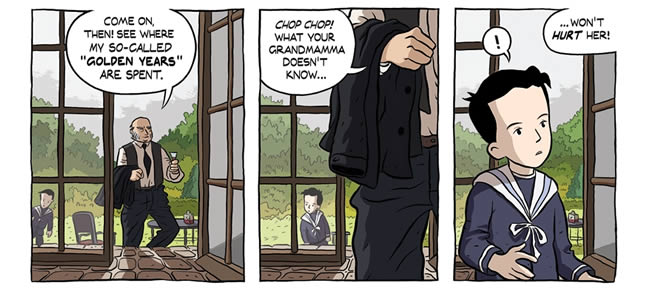 COME ON,
THEN! SEE WHERE
MY SO-CALLED
"GOLDEN YEARS"
ARE SPENT.
CHOP CHOP!
WHAT YOUR
GRANDMAMMA
DOESN'T
KNOW...
!
...WON'T
HURT HER!